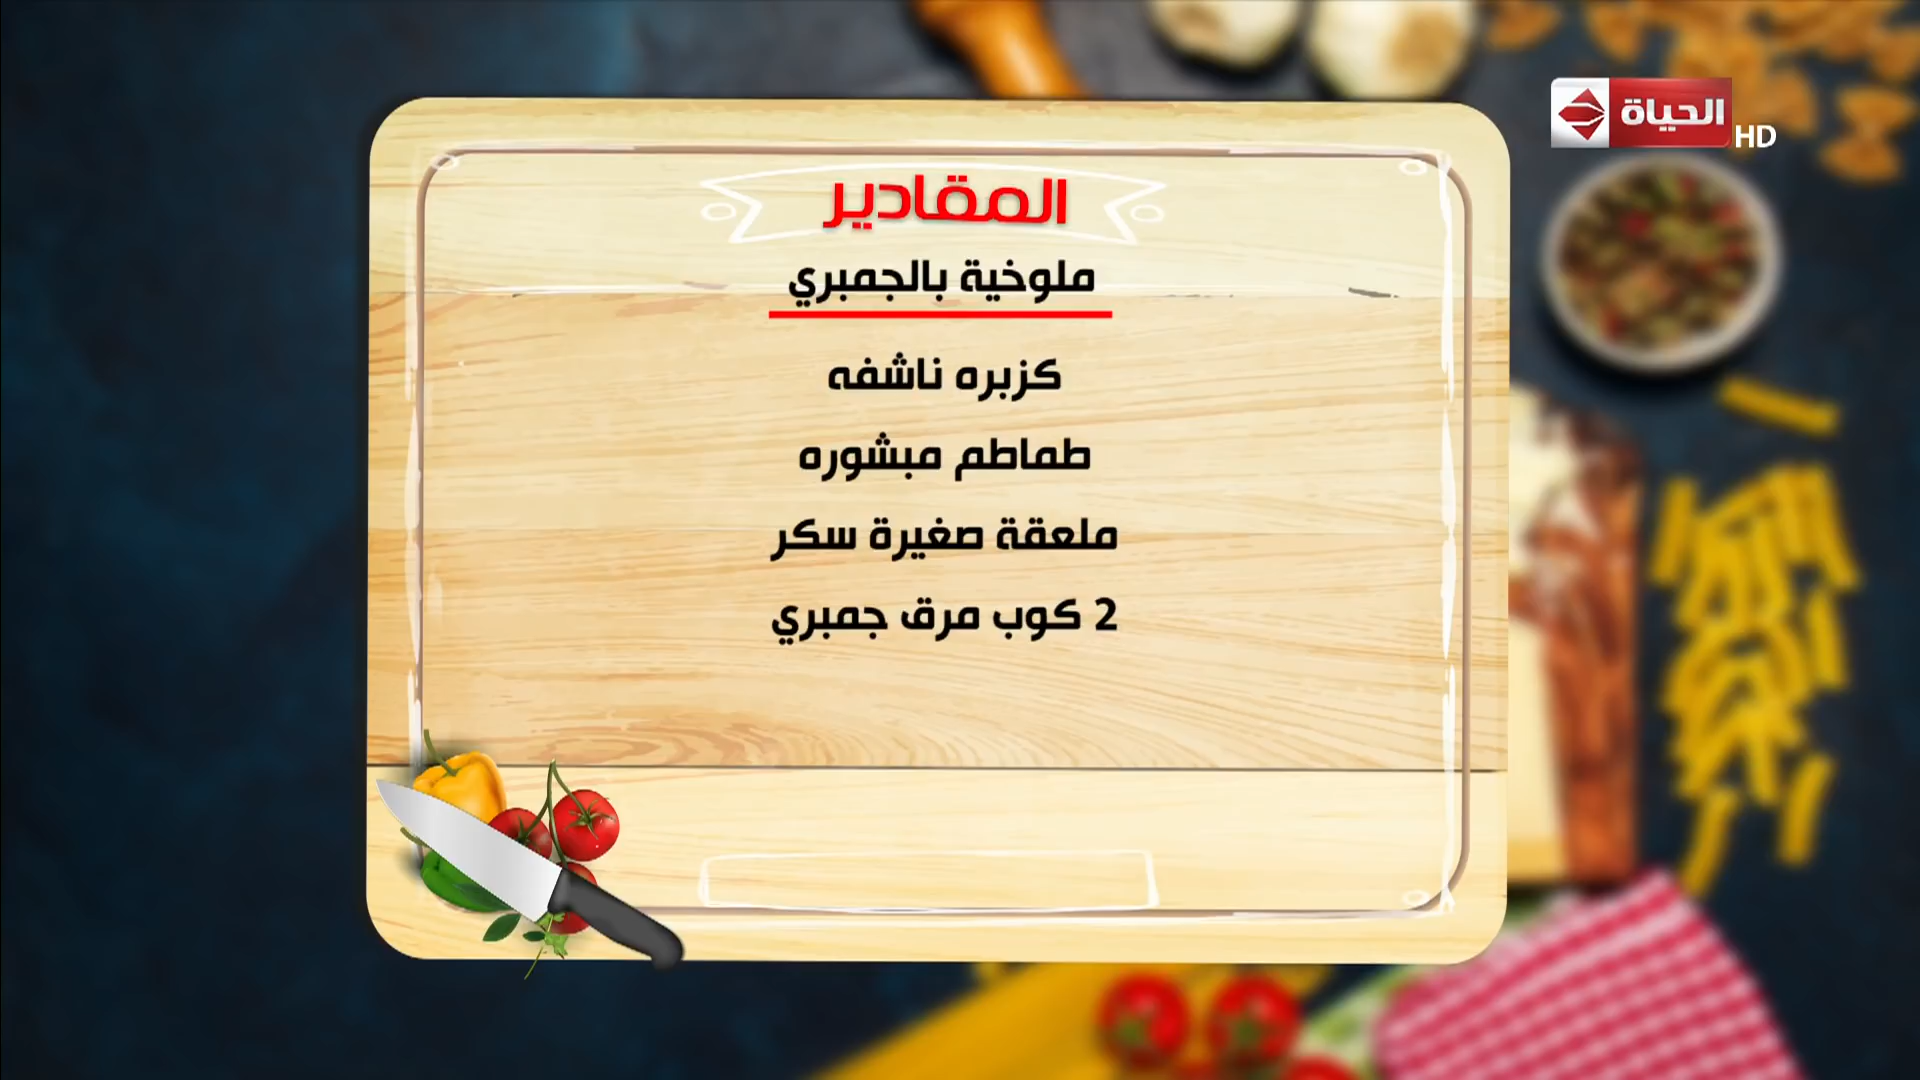 الحياة
HD
المقادير
ملوخية بالجمبري
كزبره ناشفه
طماطم مبشوره
ملعقة صغيرة سكر
2 كوب مرق جمبري